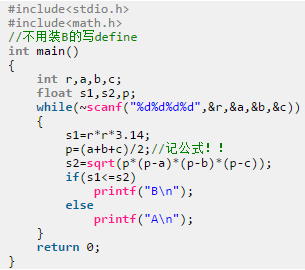 #include<stdio.h>
#include<math.h>
//不用装B的写define
int main()
{
    int r,a,b,c;
    float s1,s2,p;
    while(~scanf("%d%d%d%d",&r,&a,&b,&c))
    {
        s1=r*r*3.14;
        p=(a+b+c)/2;//记公式！！
        s2=sqrt(p*(p-a)*(p-b)*(p-c));
        if(s1<=s2)
            printf("B\n");
        else
            printf("A\n");
    }
    return 0;
}